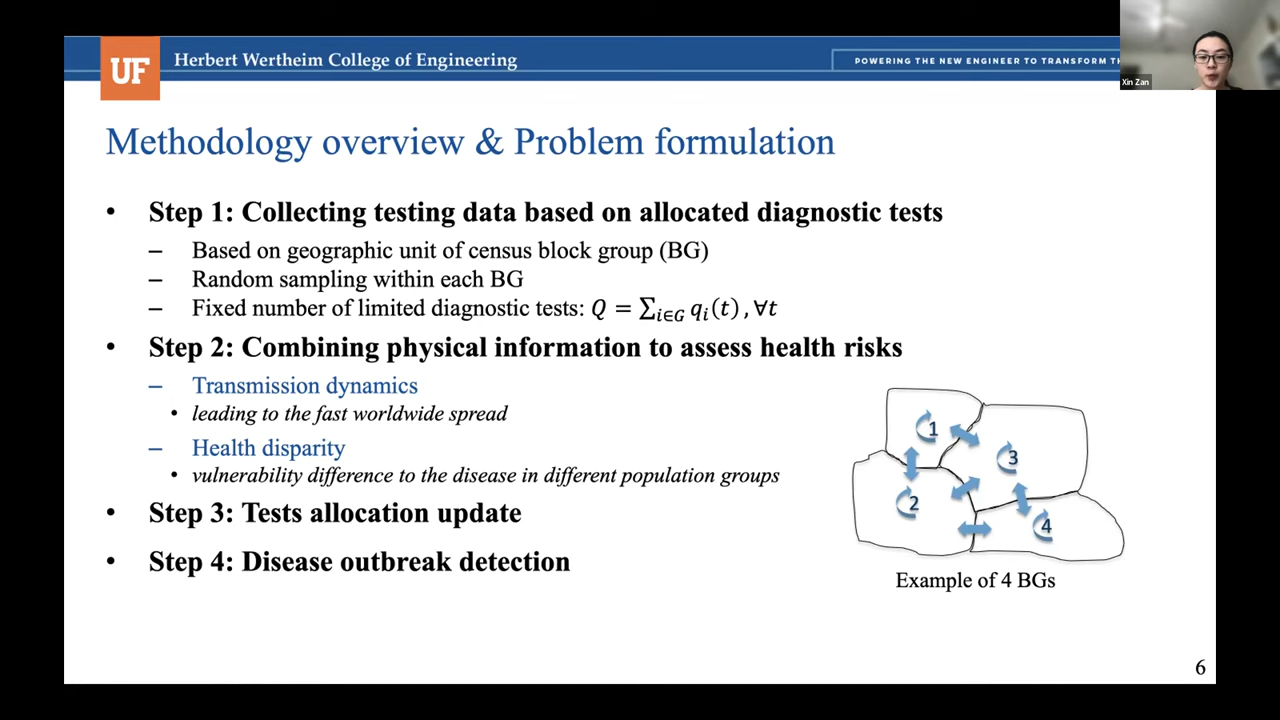 UF
Herbert Wertheim College of Engineering
POWERING THE NEW ENGINEER TO TRANSFORM
Xin Zan
Methodology overview & Problem formulation
• Step 1: Collecting testing data based on allocated diagnostic tests
– Based on geographic unit of census block group (BG)
– Random sampling within each BG
– Fixed number of limited diagnostic tests: Q = ∑_{i∈G} q_i(t), ∀t
• Step 2: Combining physical information to assess health risks
– Transmission dynamics
• leading to the fast worldwide spread
– Health disparity
• vulnerability difference to the disease in different population groups
• Step 3: Tests allocation update
• Step 4: Disease outbreak detection
1
3
2
4
Example of 4 BGs
6